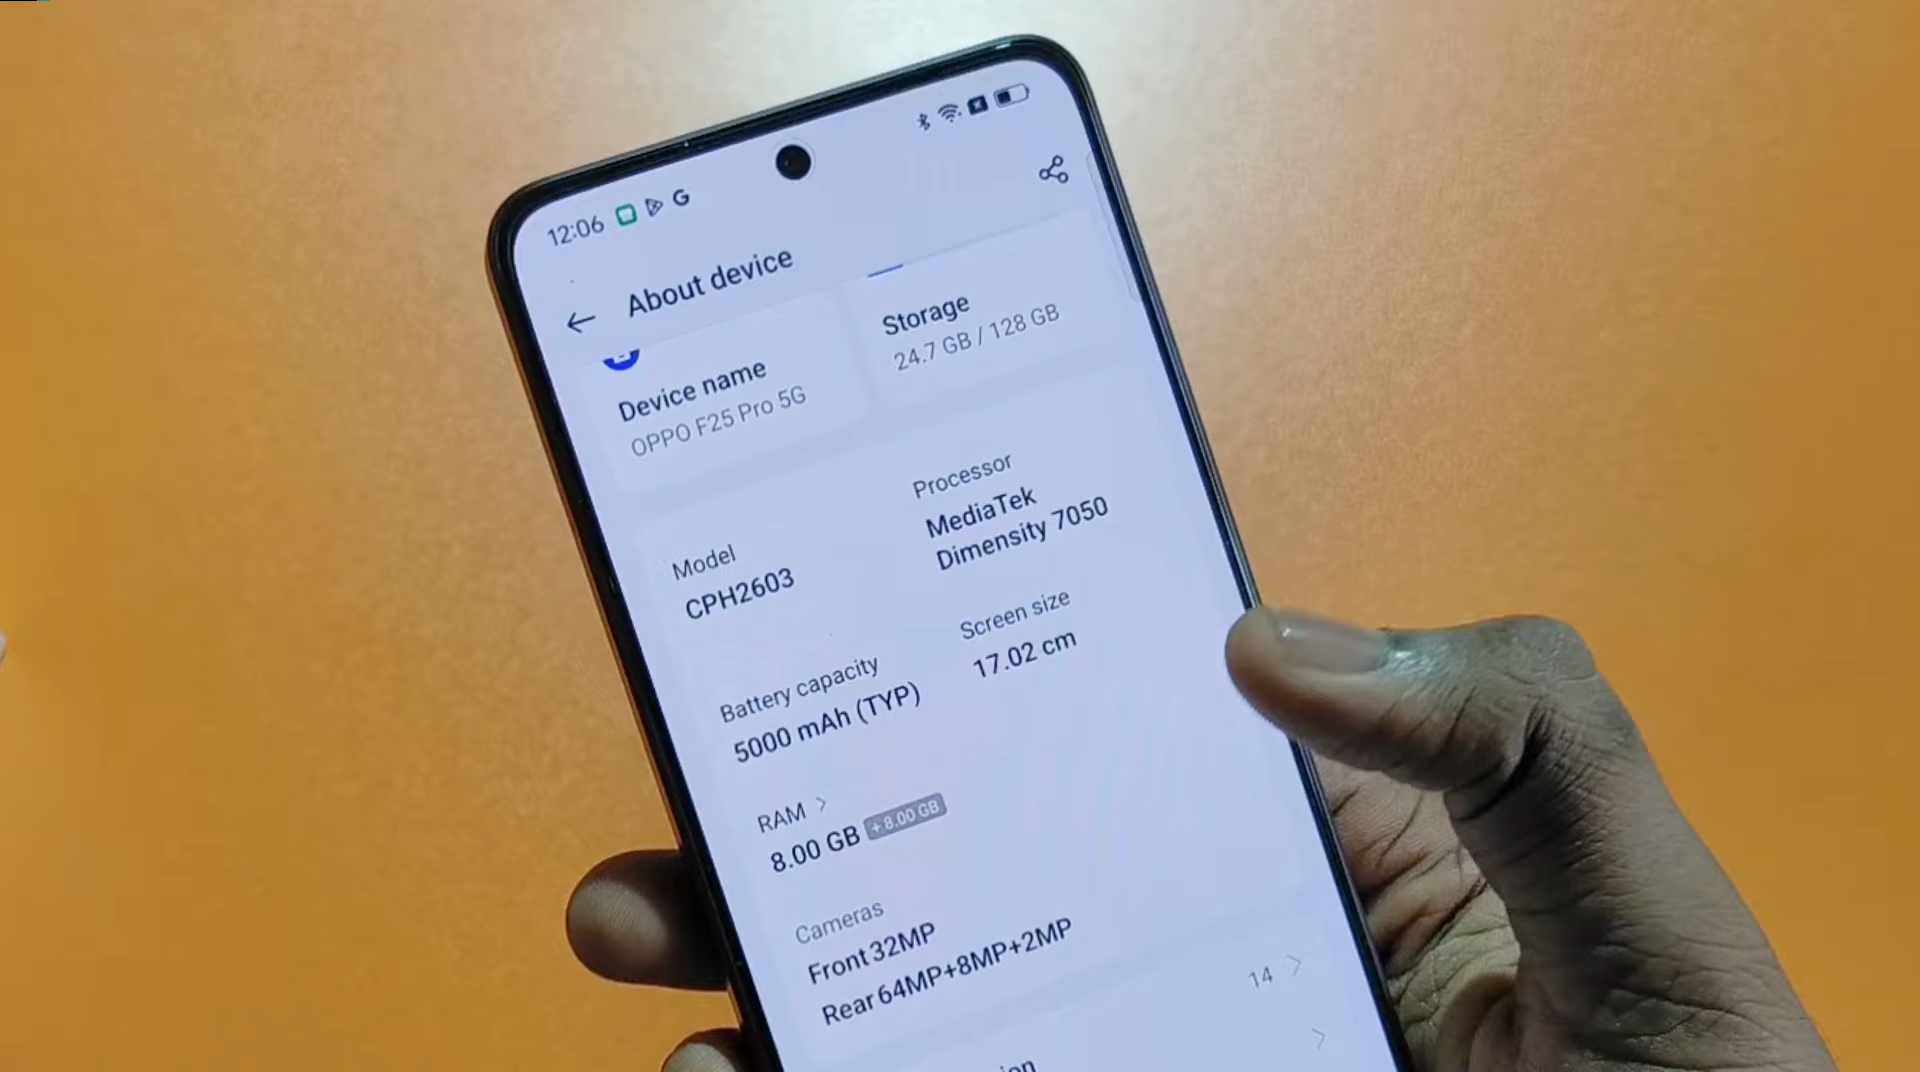 12:06
About device
Device name
OPPO F25 Pro 5G
Storage
24.7 GB / 128 GB
Model
CPH2603
Processor
MediaTek
Dimensity 7050
Battery capacity
5000 mAh (TYP)
Screen size
17.02 cm
RAM
8.00 GB + 8.00 GB
Cameras
Front 32MP
Rear 64MP+8MP+2MP
14